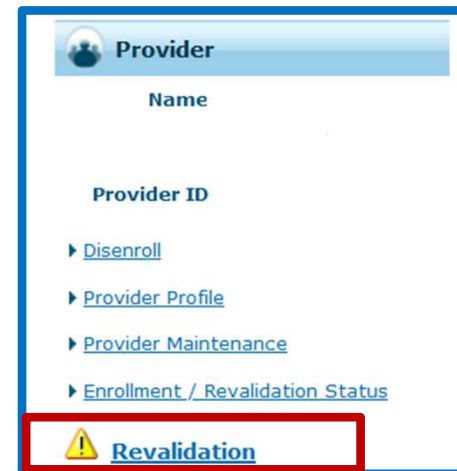 Provider
Name
Provider ID
Disenroll
Provider Profile
Provider Maintenance
Enrollment / Revalidation Status
Revalidation